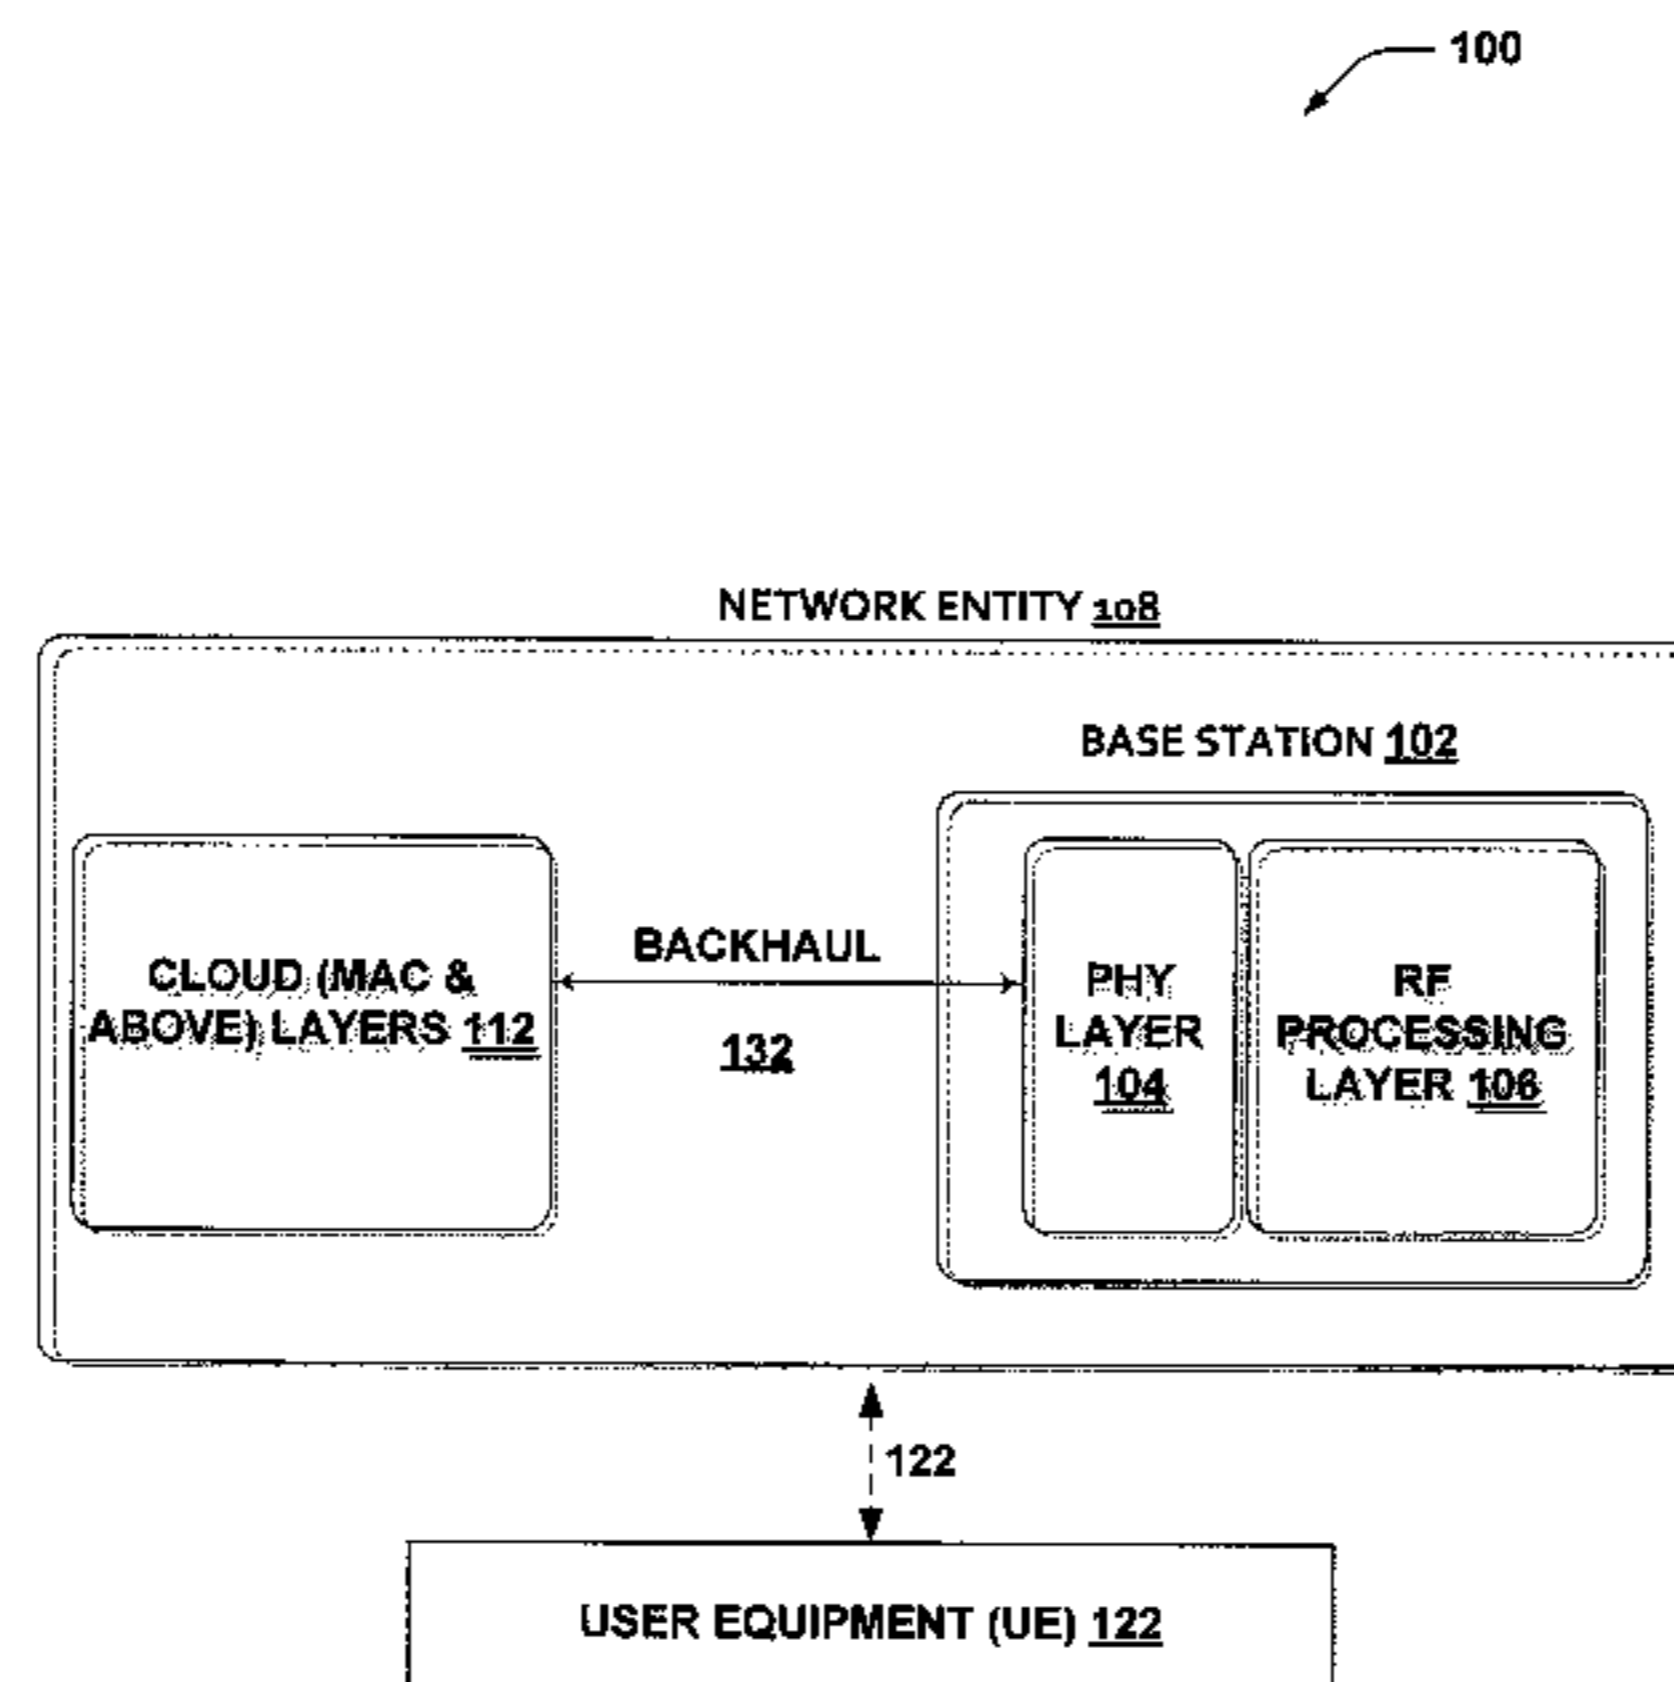 100
NETWORK ENTITY 108
BASE STATION 102
CLOUD (MAC &
ABOVE) LAYERS 112
BACKHAUL
132
PHY
LAYER
104
RF
PROCESSING
LAYER 106
122
USER EQUIPMENT (UE) 122